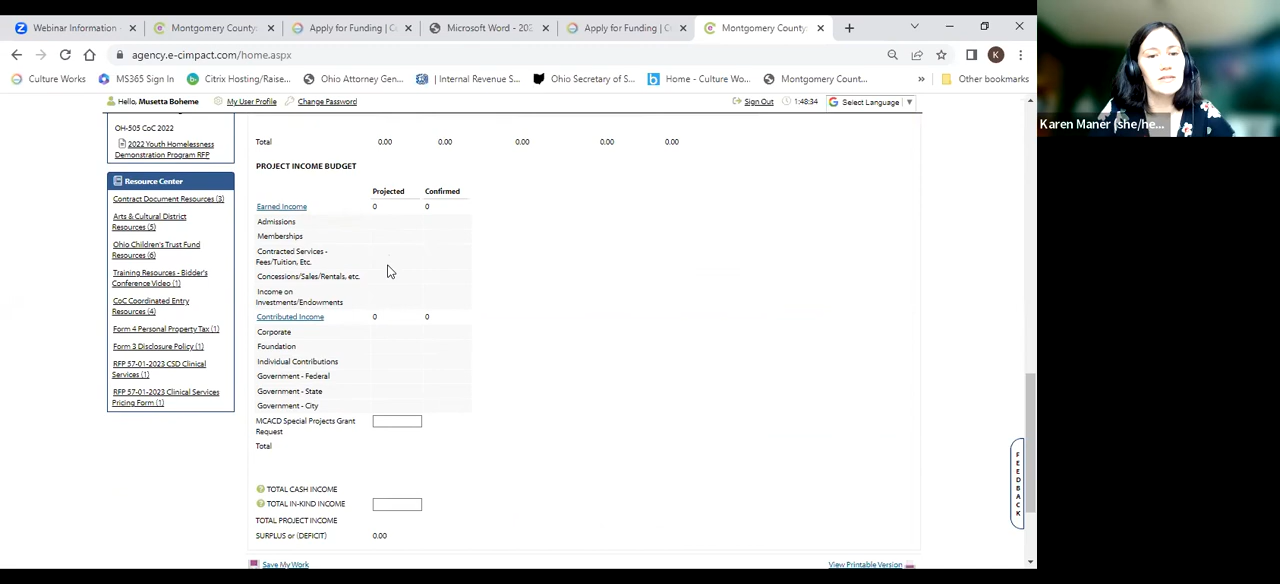 Webinar Information -
Montgomery County
Apply for Funding | C
Microsoft Word - 202
Apply for Funding | C
Montgomery County
agency.e-cimpact.com/home.aspx
Culture Works
MS365 Sign In
Citrix Hosting/Raise...
Ohio Attorney Gen...
| Internal Revenue S...
Ohio Secretary of S...
Home - Culture Wo...
Montgomery Count...
»
Other bookmarks
K
Hello, Musetta Boheme
My User Profile
Change Password
Sign Out
1:48:34
Select Language
OH-505 CoC 2022
2022 Youth Homelessness
Demonstration Program RFP
Resource Center
Contract Document Resources (3)
Arts & Cultural District
Resources (5)
Ohio Children's Trust Fund
Resources (6)
Training Resources - Bidder's
Conference Video (1)
CoC Coordinated Entry
Resources (4)
Form 4 Personal Property Tax (1)
Form 3 Disclosure Policy (1)
RFP 57-01-2023 CSD Clinical
Services (1)
RFP 57-01-2023 Clinical Services
Pricing Form (1)
Total 0.00 0.00 0.00 0.00 0.00
PROJECT INCOME BUDGET
Projected Confirmed
Earned Income 0 0
Admissions
Memberships
Contracted Services -
Fees/Tuition, Etc.
Concessions/Sales/Rentals, etc.
Income on
Investments/Endowments
Contributed Income 0 0
Corporate
Foundation
Individual Contributions
Government - Federal
Government - State
Government - City
MCACD Special Projects Grant
Request
Total
TOTAL CASH INCOME
TOTAL IN-KIND INCOME
TOTAL PROJECT INCOME
SURPLUS or (DEFICIT) 0.00
Save My Work
View Printable Version
FEEDBACK
Karen Maner (she/he...